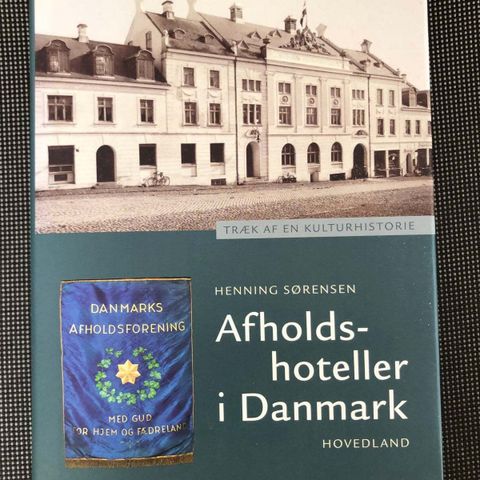 TRÆK AF EN KULTURHISTORIE
HENNING SØRENSEN
Afholds-
hoteller
i Danmark
HOVEDLAND
DANMARKS
AFHOLDSFORENING
MED GUD
FOR HJEM OG FÆDRELAND